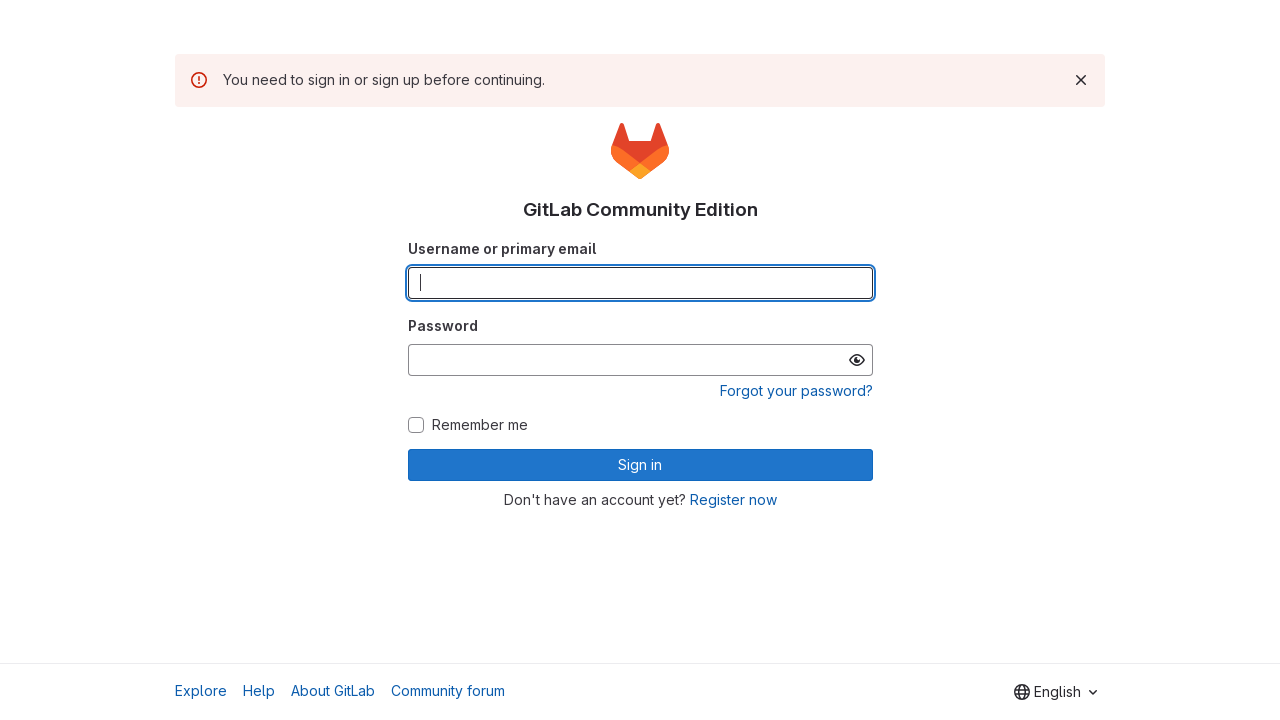 You need to sign in or sign up before continuing.
GitLab Community Edition
Username or primary email
Password
Forgot your password?
Remember me
Sign in
Don't have an account yet? Register now
Explore Help About GitLab Community forum English